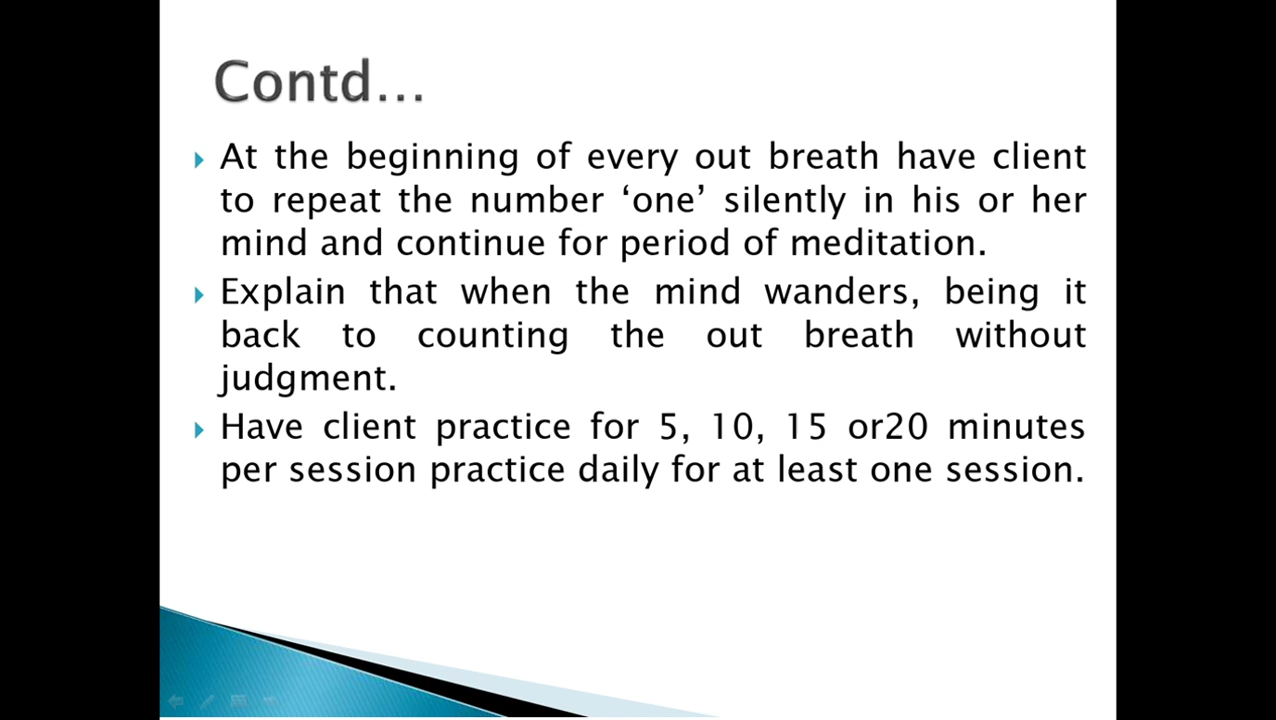 Contd...
At the beginning of every out breath have client
to repeat the number ‘one’ silently in his or her
mind and continue for period of meditation.
Explain that when the mind wanders, being it
back to counting the out breath without
judgment.
Have client practice for 5, 10, 15 or20 minutes
per session practice daily for at least one session.